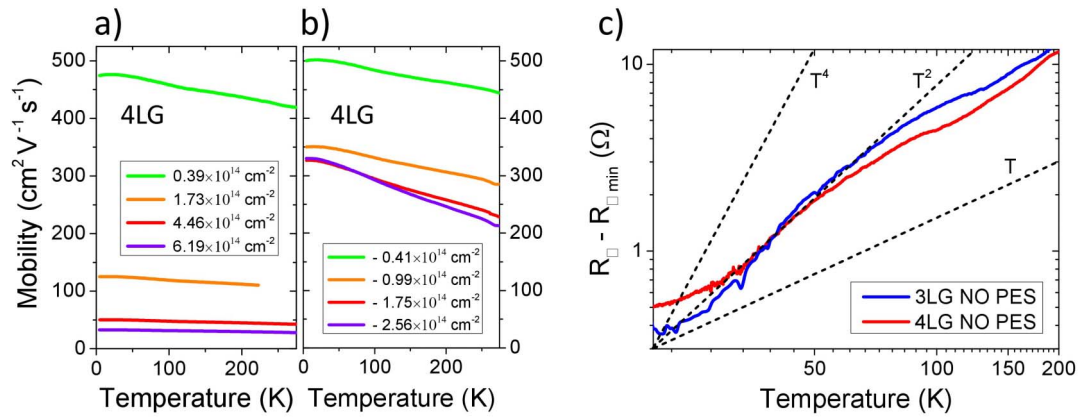 a)
b)
c)
Mobility (cm² V⁻¹ s⁻¹)
500
400
300
200
100
0
4LG
0.39×10¹⁴ cm⁻²
1.73×10¹⁴ cm⁻²
4.46×10¹⁴ cm⁻²
6.19×10¹⁴ cm⁻²
0
100
200
Temperature (K)
4LG
- 0.41×10¹⁴ cm⁻²
- 0.99×10¹⁴ cm⁻²
- 1.75×10¹⁴ cm⁻²
- 2.56×10¹⁴ cm⁻²
500
400
300
200
100
0
0
100
200
Temperature (K)
R□ - R□ min (Ω)
10
1
T⁴
T²
T
3LG NO PES
4LG NO PES
50
100
200
Temperature (K)